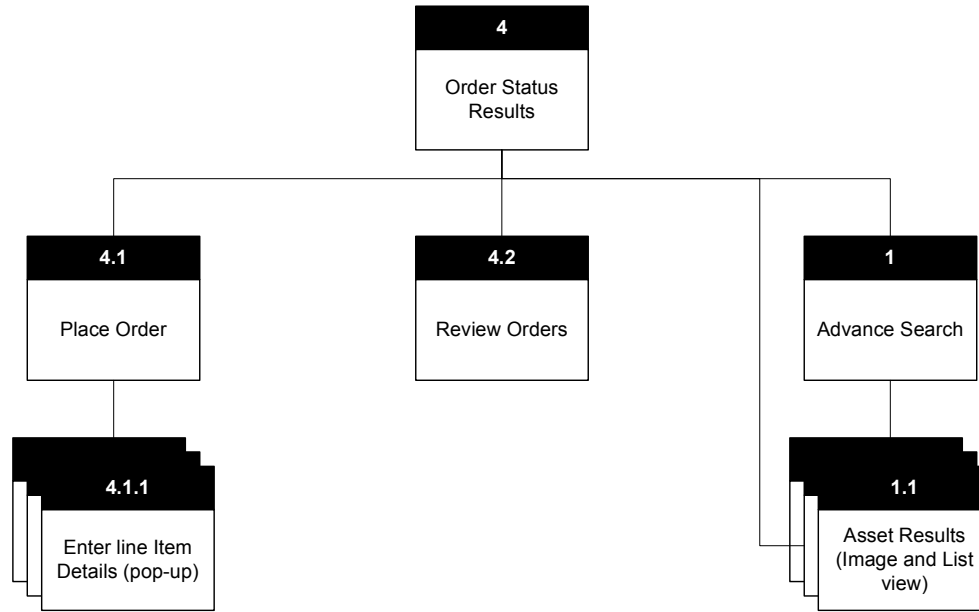 4
Order Status
Results
4.1
Place Order
4.2
Review Orders
1
Advance Search
4.1.1
Enter line Item
Details (pop-up)
1.1
Asset Results
(Image and List
view)